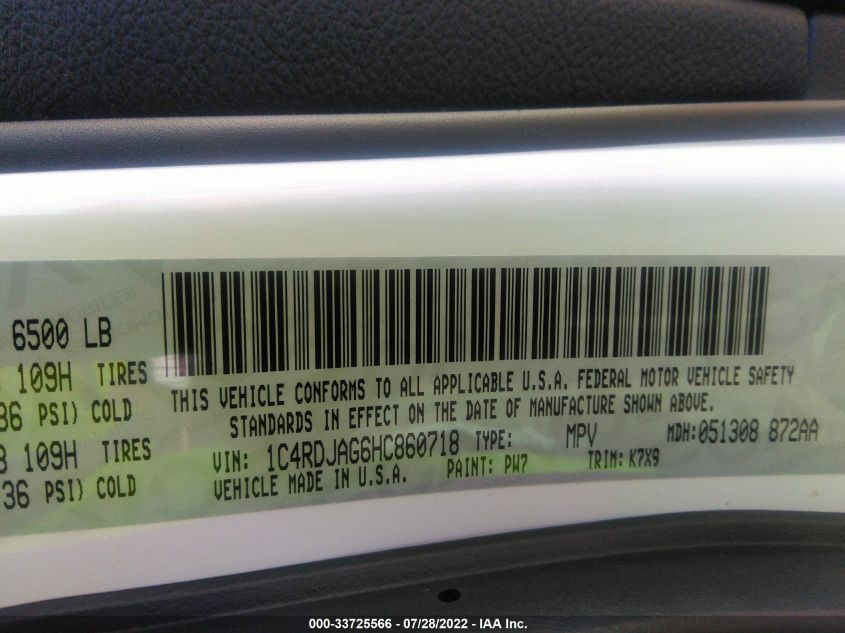 6500 LB
109H TIRES
36 PSI) COLD
109H TIRES
36 PSI) COLD
THIS VEHICLE CONFORMS TO ALL APPLICABLE U.S.A. FEDERAL MOTOR VEHICLE SAFETY
STANDARDS IN EFFECT ON THE DATE OF MANUFACTURE SHOWN ABOVE.
VIN: 1C4RDJAG6HC860718 TYPE: MPV MDH:051308 872AA
VEHICLE MADE IN U.S.A. PAINT: PW7 TRIM: K7X9
000-33725566 - 07/28/2022 - IAA Inc.